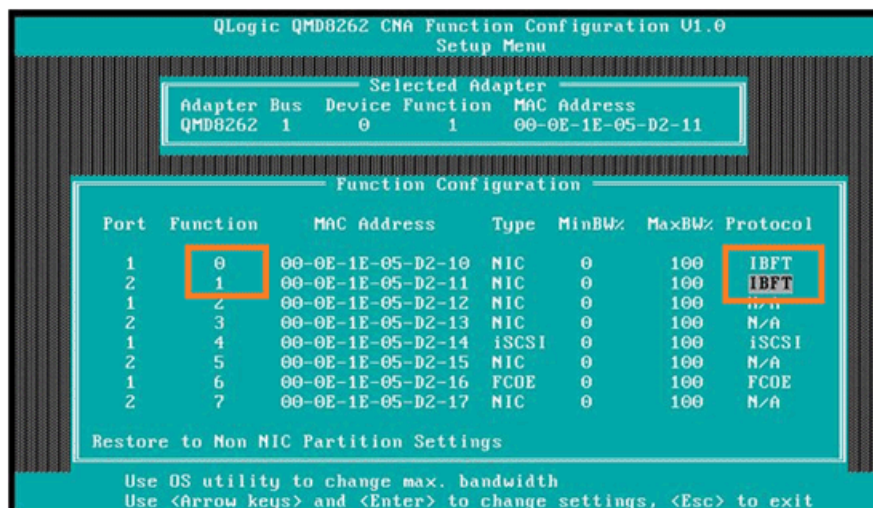 QLogic QMD8262 CNA Function Configuration V1.0
Setup Menu
Selected Adapter
Adapter Bus Device Function MAC Address
QMD8262 1 0 1 00-0E-1E-05-D2-11
Function Configuration
Port Function MAC Address Type MinBW% MaxBW% Protocol
1 0 00-0E-1E-05-D2-10 NIC 0 100 IBFT
2 1 00-0E-1E-05-D2-11 NIC 0 100 IBFT
1 2 00-0E-1E-05-D2-12 NIC 0 100 N/A
2 3 00-0E-1E-05-D2-13 NIC 0 100 N/A
1 4 00-0E-1E-05-D2-14 iSCSI 0 100 iSCSI
2 5 00-0E-1E-05-D2-15 NIC 0 100 N/A
1 6 00-0E-1E-05-D2-16 FCOE 0 100 FCOE
2 7 00-0E-1E-05-D2-17 NIC 0 100 N/A
Restore to Non NIC Partition Settings
Use OS utility to change max. bandwidth
Use <Arrow keys> and <Enter> to change settings, <Esc> to exit